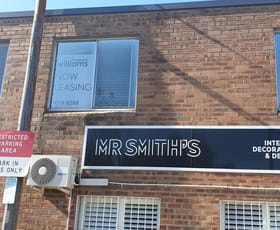 williams
NOW
LEASING
RESTRICTED
PARKING
AREA
PARK IN
S ONLY
MR SMITH'S
INTE
DECORA
& DE